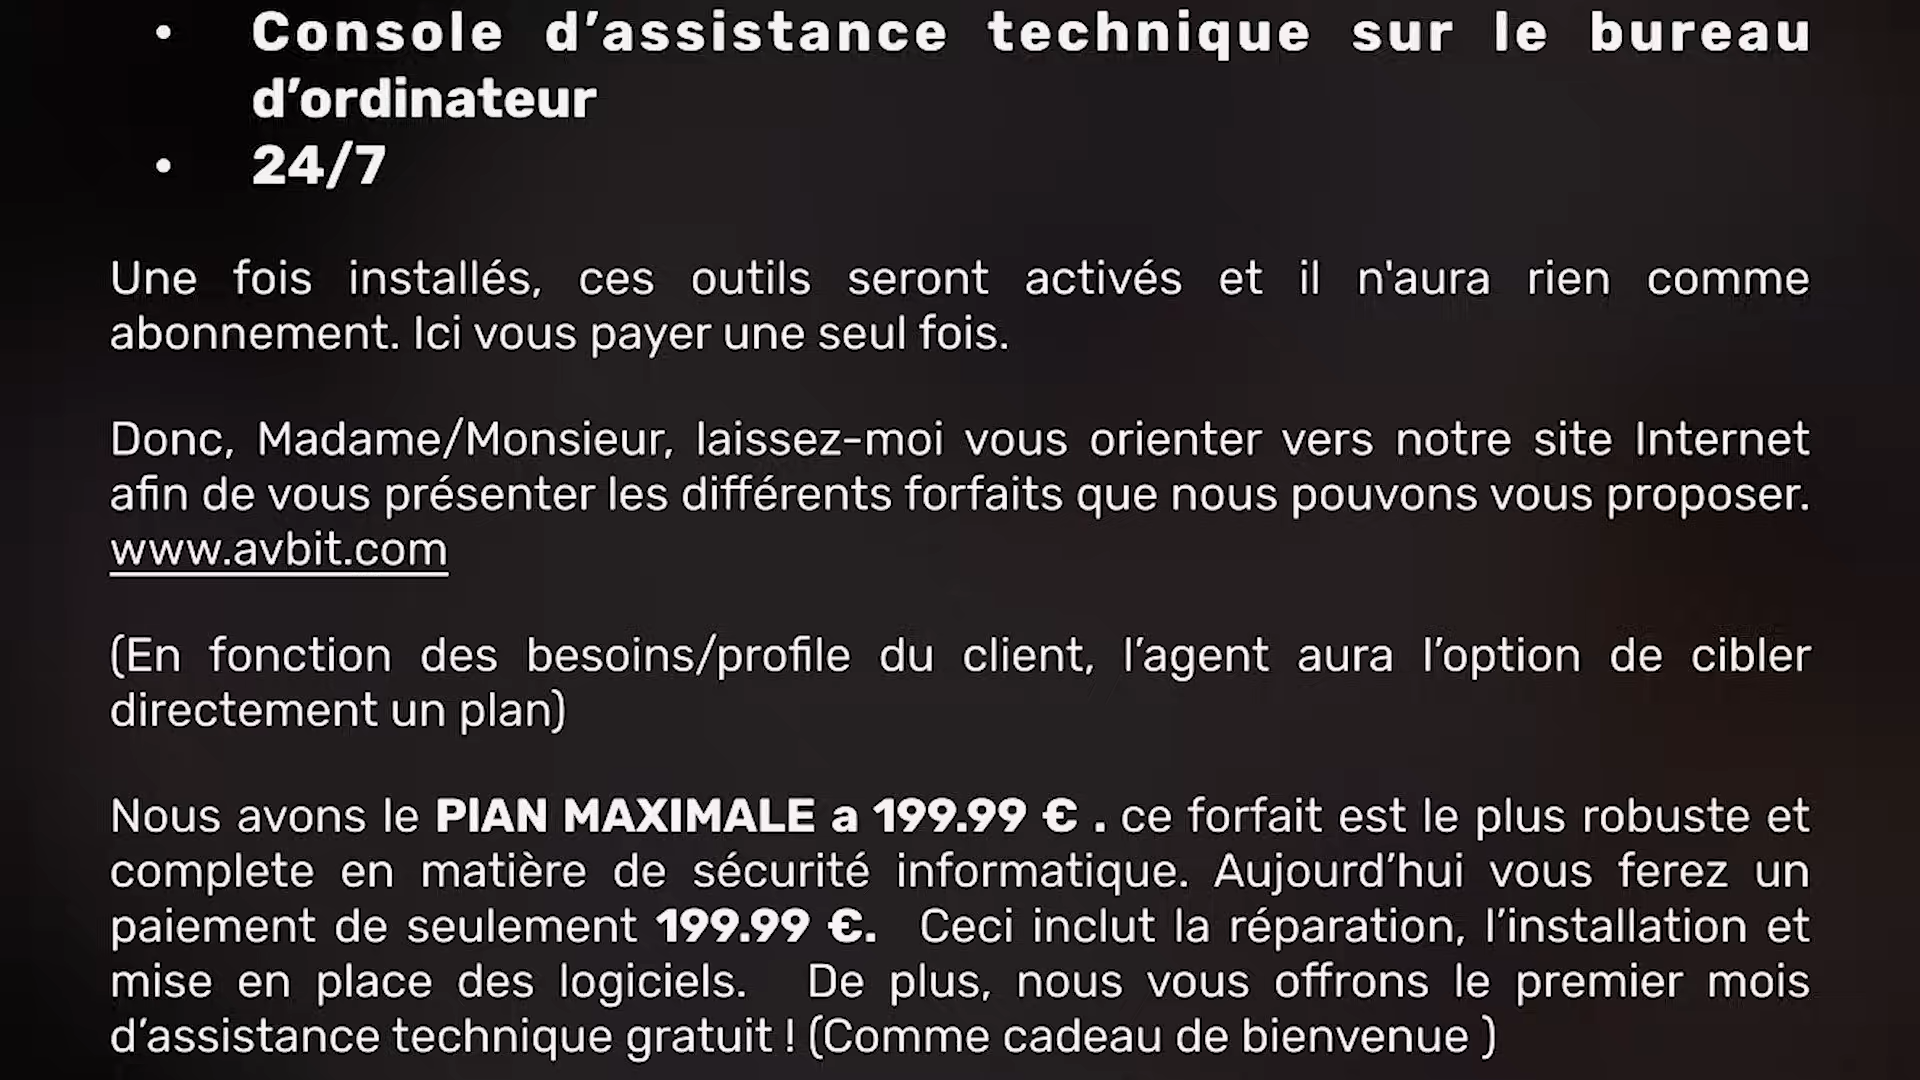 • Console d’assistance technique sur le bureau
d’ordinateur
• 24/7
Une fois installés, ces outils seront activés et il n'aura rien comme
abonnement. Ici vous payer une seul fois.
Donc, Madame/Monsieur, laissez-moi vous orienter vers notre site Internet
afin de vous présenter les différents forfaits que nous pouvons vous proposer.
www.avbit.com
(En fonction des besoins/profile du client, l’agent aura l’option de cibler
directement un plan)
Nous avons le PlAN MAXIMALE a 199.99 € . ce forfait est le plus robuste et
complete en matière de sécurité informatique. Aujourd’hui vous ferez un
paiement de seulement 199.99 €. Ceci inclut la réparation, l’installation et
mise en place des logiciels. De plus, nous vous offrons le premier mois
d’assistance technique gratuit ! (Comme cadeau de bienvenue )